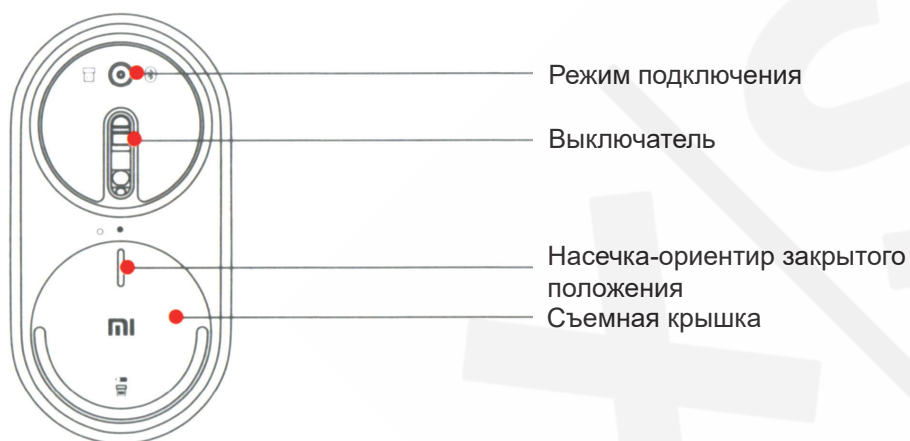 Режим подключения
Выключатель
Насечка-ориентир закрытого
положения
Съемная крышка
mi